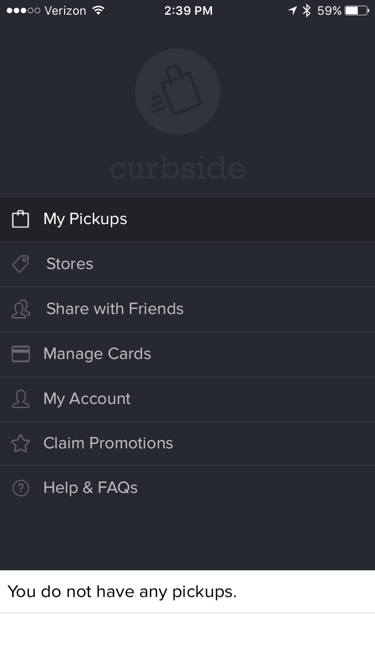 Verizon 2:39 PM 59%
curbside
My Pickups
Stores
Share with Friends
Manage Cards
My Account
Claim Promotions
Help & FAQs
You do not have any pickups.